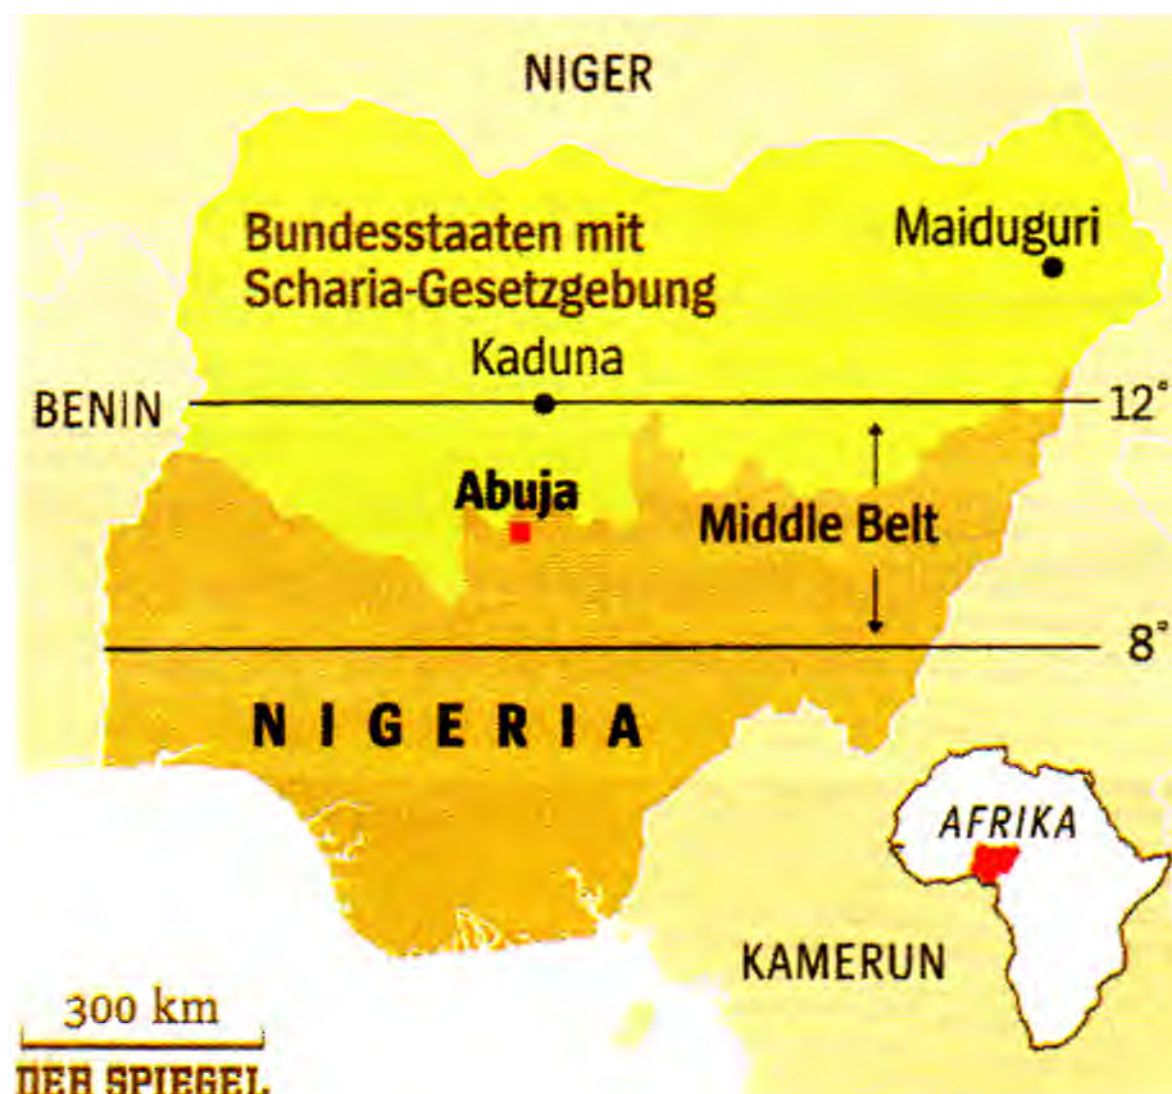 NIGER
Bundesstaaten mit
Scharia-Gesetzgebung
Maiduguri
Kaduna
BENIN
12°
Abuja
Middle Belt
8°
NIGERIA
AFRIKA
KAMERUN
300 km
DER SPIEGEL